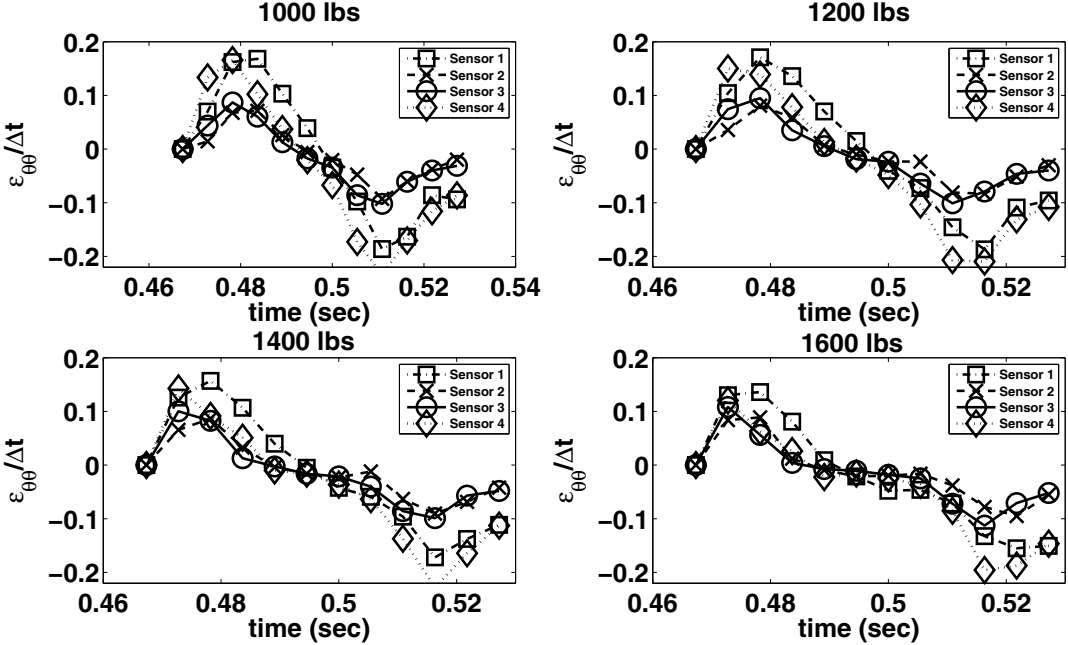 1000 lbs
0.2
0.1
0
−0.1
−0.2
εθθ/Δt
0.46 0.48 0.5 0.52 0.54
time (sec)
Sensor 1
Sensor 2
Sensor 3
Sensor 4
1200 lbs
0.2
0.1
0
−0.1
−0.2
εθθ/Δt
0.46 0.48 0.5 0.52
time (sec)
Sensor 1
Sensor 2
Sensor 3
Sensor 4
1400 lbs
0.2
0.1
0
−0.1
−0.2
εθθ/Δt
0.46 0.48 0.5 0.52
time (sec)
Sensor 1
Sensor 2
Sensor 3
Sensor 4
1600 lbs
0.2
0.1
0
−0.1
−0.2
εθθ/Δt
0.46 0.48 0.5 0.52
time (sec)
Sensor 1
Sensor 2
Sensor 3
Sensor 4